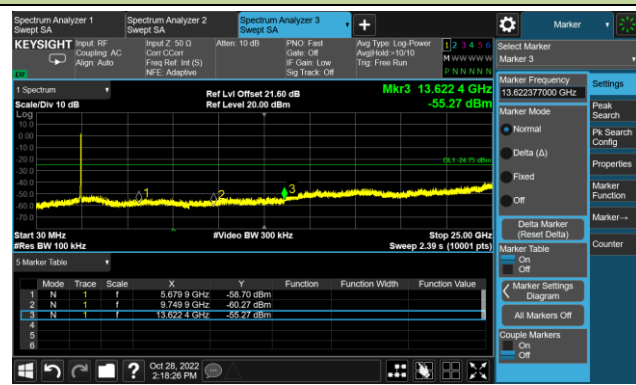 Spectrum Analyzer 1
Swept SA
Spectrum Analyzer 2
Swept SA
Spectrum Analyzer 3
Swept SA
Marker
KEYSIGHT
Input: RF
Coupling: AC
Align: Auto
Input Z: 50 Ω
Corr CCorr
Freq Ref: Int (S)
NFE: Adaptive
Atten: 10 dB
PNO: Fast
Gate: Off
IF Gain: Low
Sig Track: Off
Avg Type: Log-Power
Avg|Hold:>10/10
Trig: Free Run
1 2 3 4 5 6
M W W W W W
P N N N N N
Select Marker
Marker 3
LXI
1 Spectrum
Scale/Div 10 dB
Ref Lvl Offset 21.60 dB
Ref Level 20.00 dBm
Mkr3 13.622 4 GHz
-55.27 dBm
Log
10.0
0.00
-10.0
-20.0
-30.0
-40.0
-50.0
-60.0
-70.0
DL1 -24.75 dBm
1
2
3
Start 30 MHz
#Video BW 300 kHz
Stop 25.00 GHz
#Res BW 100 kHz
Sweep 2.39 s (10001 pts)
5 Marker Table
Mode Trace Scale X Y Function Function Width Function Value
1 N 1 f 5.679 9 GHz -58.70 dBm
2 N 1 f 9.749 9 GHz -60.27 dBm
3 N 1 f 13.622 4 GHz -55.27 dBm
4
5
6
Marker Frequency
13.622377000 GHz
Marker Mode
Normal
Delta (Δ)
Fixed
Off
Delta Marker
(Reset Delta)
Marker Table
On
Off
Marker Settings
Diagram
All Markers Off
Couple Markers
On
Off
Settings
Peak
Search
Pk Search
Config
Properties
Marker
Function
Marker→
Counter
?
Oct 28, 2022
2:18:26 PM